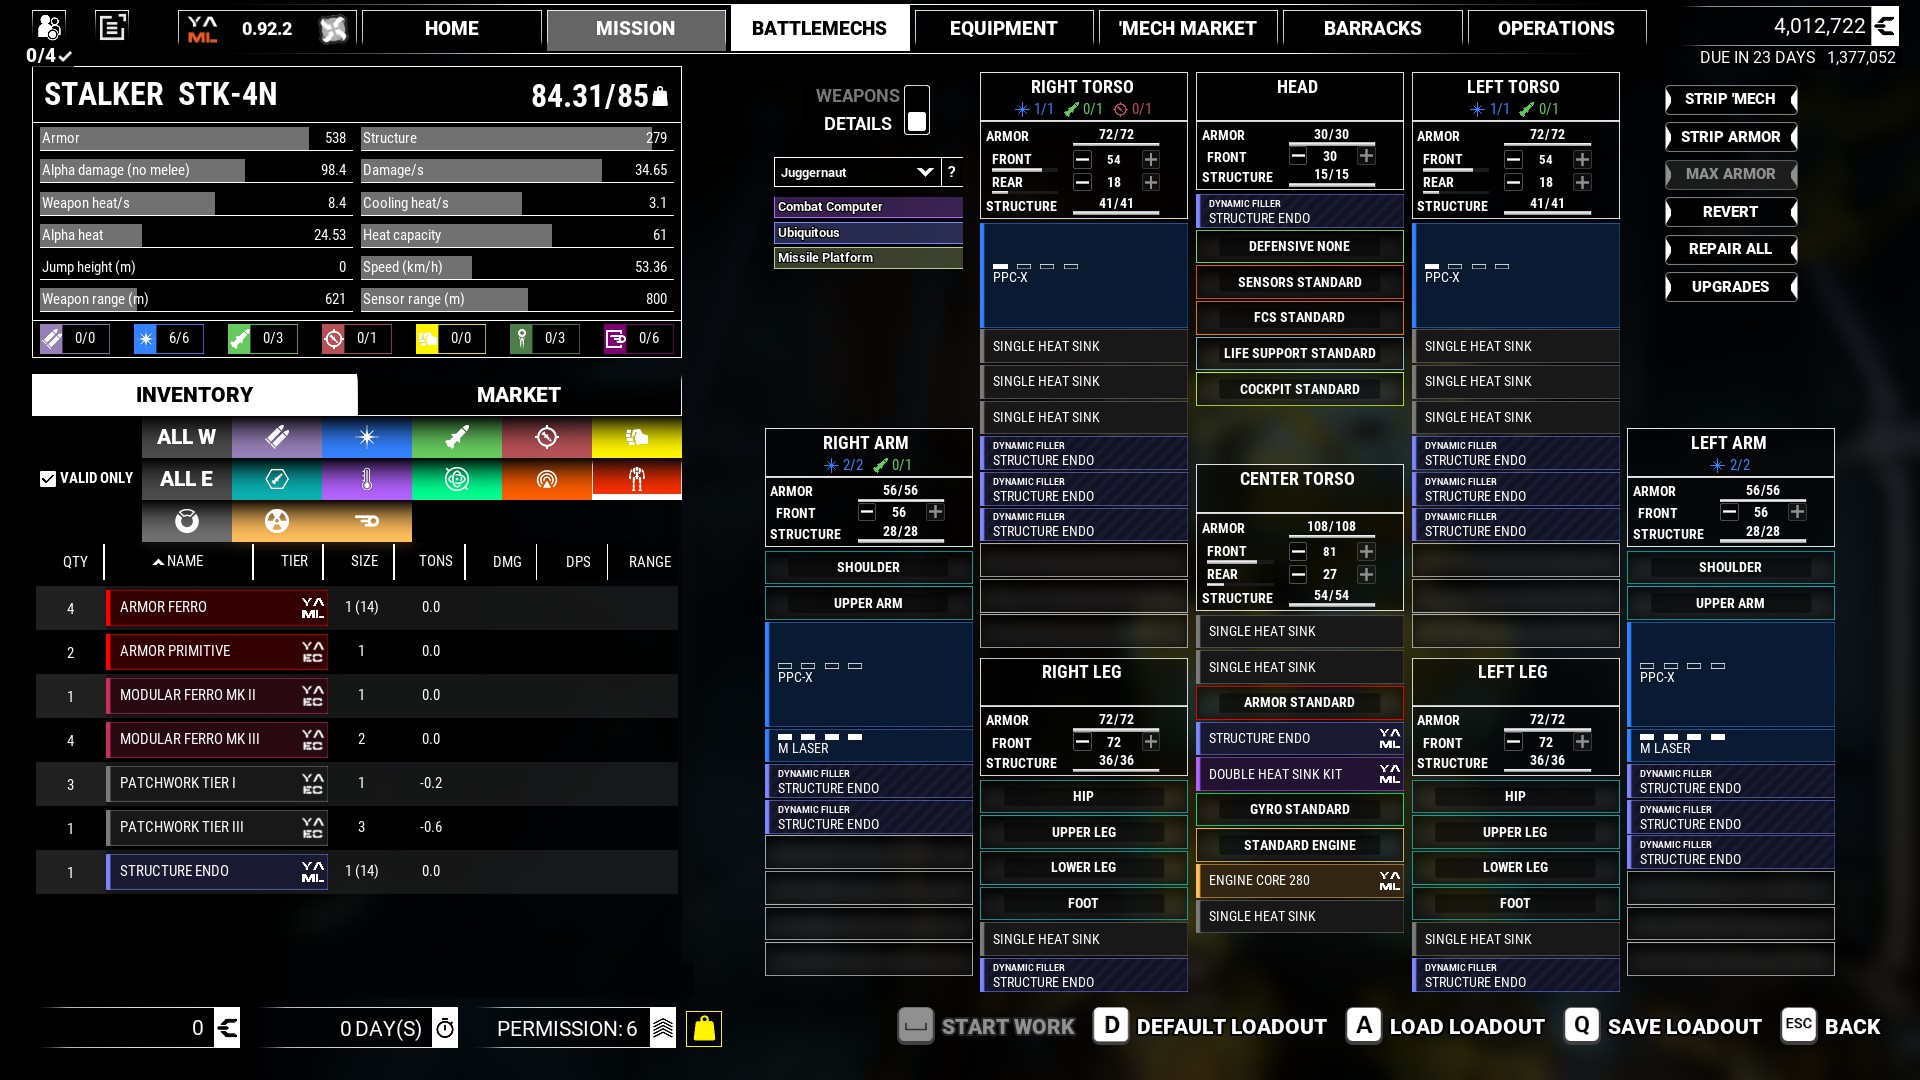 YA ML 0.92.2
HOME
MISSION
BATTLEMECHS
EQUIPMENT
'MECH MARKET
BARRACKS
OPERATIONS
4,012,722
0/4
DUE IN 23 DAYS 1,377,052
STALKER STK-4N
84.31/85
Armor 538
Structure 279
Alpha damage (no melee) 98.4
Damage/s 34.65
Weapon heat/s 8.4
Cooling heat/s 3.1
Alpha heat 24.53
Heat capacity 61
Jump height (m) 0
Speed (km/h) 53.36
Weapon range (m) 621
Sensor range (m) 800
0/0 6/6 0/3 0/1 0/0 0/3 0/6
INVENTORY
MARKET
ALL W
VALID ONLY
ALL E
QTY NAME TIER SIZE TONS DMG DPS RANGE
4 ARMOR FERRO YA ML 1 (14) 0.0
2 ARMOR PRIMITIVE YA EC 1 0.0
1 MODULAR FERRO MK II YA EC 1 0.0
4 MODULAR FERRO MK III YA EC 2 0.0
3 PATCHWORK TIER I YA EC 1 -0.2
1 PATCHWORK TIER III YA EC 3 -0.6
1 STRUCTURE ENDO YA ML 1 (14) 0.0
WEAPONS
DETAILS
Juggernaut
?
Combat Computer
Ubiquitous
Missile Platform
RIGHT ARM
2/2 0/1
ARMOR 56/56
FRONT 56
STRUCTURE 28/28
SHOULDER
UPPER ARM
PPC-X
M LASER
DYNAMIC FILLER
STRUCTURE ENDO
DYNAMIC FILLER
STRUCTURE ENDO
RIGHT TORSO
1/1 0/1 0/1
ARMOR 72/72
FRONT 54
REAR 18
STRUCTURE 41/41
PPC-X
SINGLE HEAT SINK
SINGLE HEAT SINK
SINGLE HEAT SINK
DYNAMIC FILLER
STRUCTURE ENDO
DYNAMIC FILLER
STRUCTURE ENDO
DYNAMIC FILLER
STRUCTURE ENDO
RIGHT LEG
ARMOR 72/72
FRONT 72
STRUCTURE 36/36
HIP
UPPER LEG
LOWER LEG
FOOT
SINGLE HEAT SINK
DYNAMIC FILLER
STRUCTURE ENDO
HEAD
ARMOR 30/30
FRONT 30
STRUCTURE 15/15
DYNAMIC FILLER
STRUCTURE ENDO
DEFENSIVE NONE
SENSORS STANDARD
FCS STANDARD
LIFE SUPPORT STANDARD
COCKPIT STANDARD
CENTER TORSO
ARMOR 108/108
FRONT 81
REAR 27
STRUCTURE 54/54
SINGLE HEAT SINK
SINGLE HEAT SINK
ARMOR STANDARD
STRUCTURE ENDO YA ML
DOUBLE HEAT SINK KIT YA ML
GYRO STANDARD
STANDARD ENGINE
ENGINE CORE 280 YA ML
SINGLE HEAT SINK
LEFT TORSO
1/1 0/1
ARMOR 72/72
FRONT 54
REAR 18
STRUCTURE 41/41
PPC-X
SINGLE HEAT SINK
SINGLE HEAT SINK
SINGLE HEAT SINK
DYNAMIC FILLER
STRUCTURE ENDO
DYNAMIC FILLER
STRUCTURE ENDO
DYNAMIC FILLER
STRUCTURE ENDO
LEFT LEG
ARMOR 72/72
FRONT 72
STRUCTURE 36/36
HIP
UPPER LEG
LOWER LEG
FOOT
SINGLE HEAT SINK
DYNAMIC FILLER
STRUCTURE ENDO
LEFT ARM
2/2
ARMOR 56/56
FRONT 56
STRUCTURE 28/28
SHOULDER
UPPER ARM
PPC-X
M LASER
DYNAMIC FILLER
STRUCTURE ENDO
DYNAMIC FILLER
STRUCTURE ENDO
DYNAMIC FILLER
STRUCTURE ENDO
STRIP 'MECH
STRIP ARMOR
MAX ARMOR
REVERT
REPAIR ALL
UPGRADES
0
0 DAY(S)
PERMISSION: 6
START WORK
D DEFAULT LOADOUT
A LOAD LOADOUT
Q SAVE LOADOUT
ESC BACK